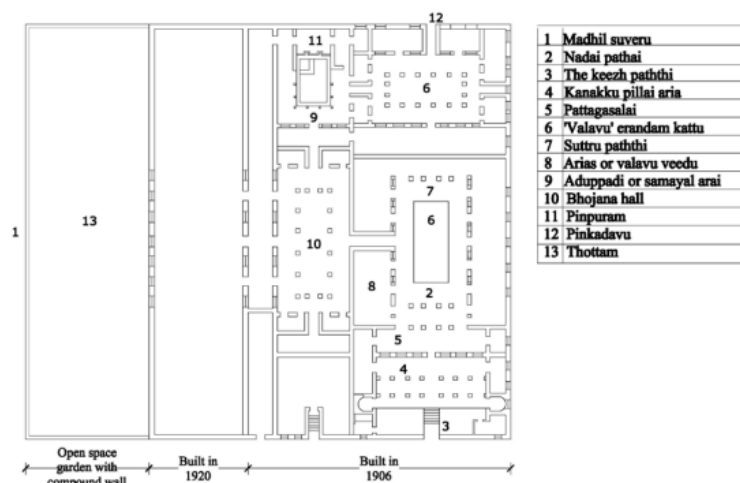 12
11
6
9
7
6
1
13
10
8
2
5
4
3
1 Madhil suveru
2 Nadai pathai
3 The keezh paththi
4 Kanakku pillai aria
5 Pattagasalai
6 'Valavu' erandam kattu
7 Suttru paththi
8 Arias or valavu veedu
9 Aduppadi or samayal arai
10 Bhojana hall
11 Pinpuram
12 Pinkadavu
13 Thottam
Open space
garden with
compound wall
Built in
1920
Built in
1906